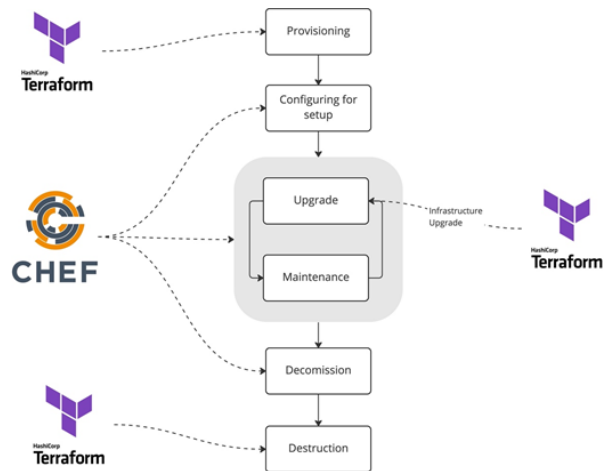 Provisioning
HashiCorp
Terraform
Configuring for
setup
Upgrade
Infrastructure
Upgrade
HashiCorp
Terraform
CHEF
Maintenance
Decomission
HashiCorp
Terraform
Destruction